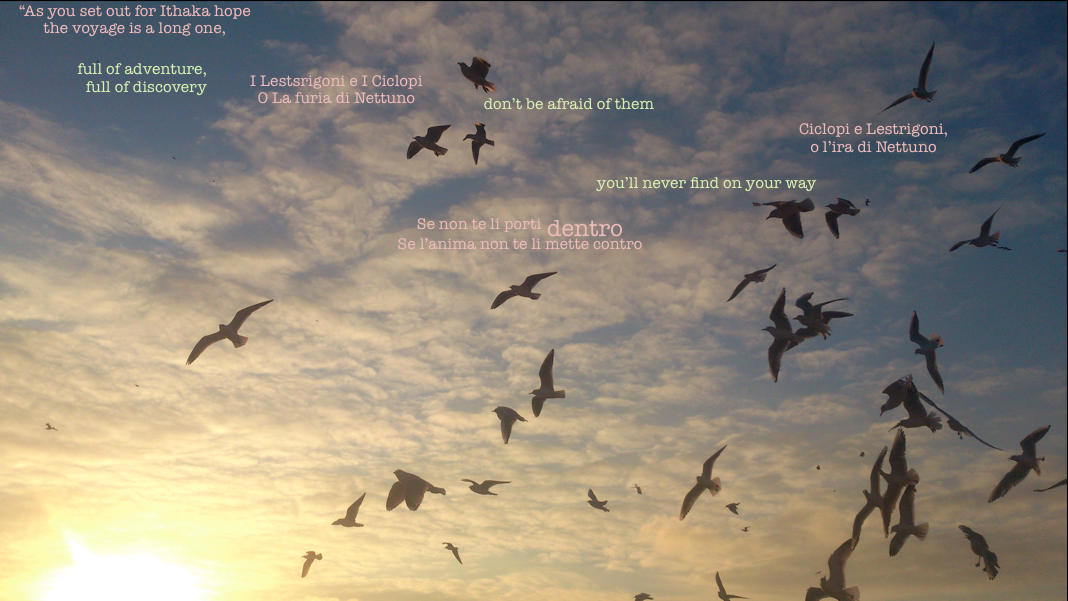 “As you set out for Ithaka hope
the voyage is a long one,
full of adventure,
full of discovery
I Lestsrigoni e I Ciclopi
O La furia di Nettuno
don’t be afraid of them
Ciclopi e Lestrigoni,
o l’ira di Nettuno
you’ll never find on your way
Se non te li porti dentro
Se l’anima non te li mette contro